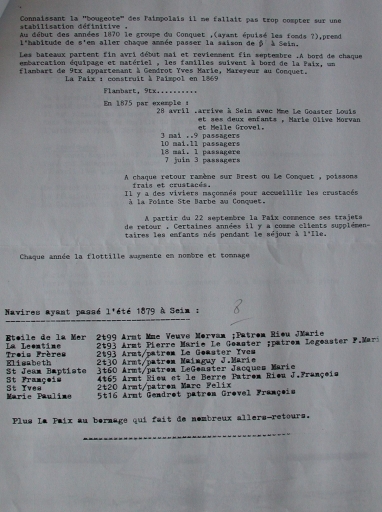 Connaissant la "bougeote" des Paimpolais il ne fallait pas trop compter sur une
stabilisation définitive .
Au début des années 1870 le groupe du Conquet ,(ayant épuisé les fonds ?),prend
l'habitude de s'en aller chaque année passer la saison de pêche à Sein.
Les bateaux partent fin avri début mai et reviennent fin septembre .A bord de chaque
embarcation équipage et matériel , les familles suivent à bord de la Paix, un
flanbart de 9tx appartenant à Gendrot Yves Marie, Mareyeur au Conquet.
La Paix : construit à Paimpol en 1869
Flanbart, 9tx..........
En 1875 par exemple :
28 avril .arrive à Sein avec Mme Le Goaster Louis
et ses deux enfants , Marie Olive Morvan
et Melle Grovel.
3 mai ..9 passagers
10 mai.11 passagers
18 mai. 1 passagers
7 juin 3 passagers
A chaque retour ramène sur Brest ou Le Conquet , poissons
frais et crustacés.
Il y a des viviers maçonnés pour accueillir les crustacés
à la Pointe Ste Barbe au Conquet.
A partir du 22 septembre la Paix commence ses trajets
de retour . Certaines années il y a comme clients supplémen-
taires les enfants nés pendant le séjour à l'Ile.
Chaque année la flottille augmente en nombre et tonnage
8
Navires ayant passé l'été 1879 à Sein :
Etoile de la Mer 2t99 Armt Mme Veuve Morvan ;Patron Riou JMarie
La Leontine 2t93 Armt Pierre Marie Le Goaster ;patron Legoaster F.Mari
Trois Frères 2t93 Armt/patron Le Goaster Yves
Elisabeth 2t30 Armt/patron Mainguy J.Marie
St Jean Baptiste 3t60 Armt/patron LeGoaster Jacques Marie
St François 4t65 Armt Riou et le Berre Patron Riou J.François
St Yves 2t20 Armt/patron Marc Felix
Marie Pauline 5t16 Armt Gendrot patron Grovel François
Plus La Paix au bornage qui fait de nombreux allers-retours.